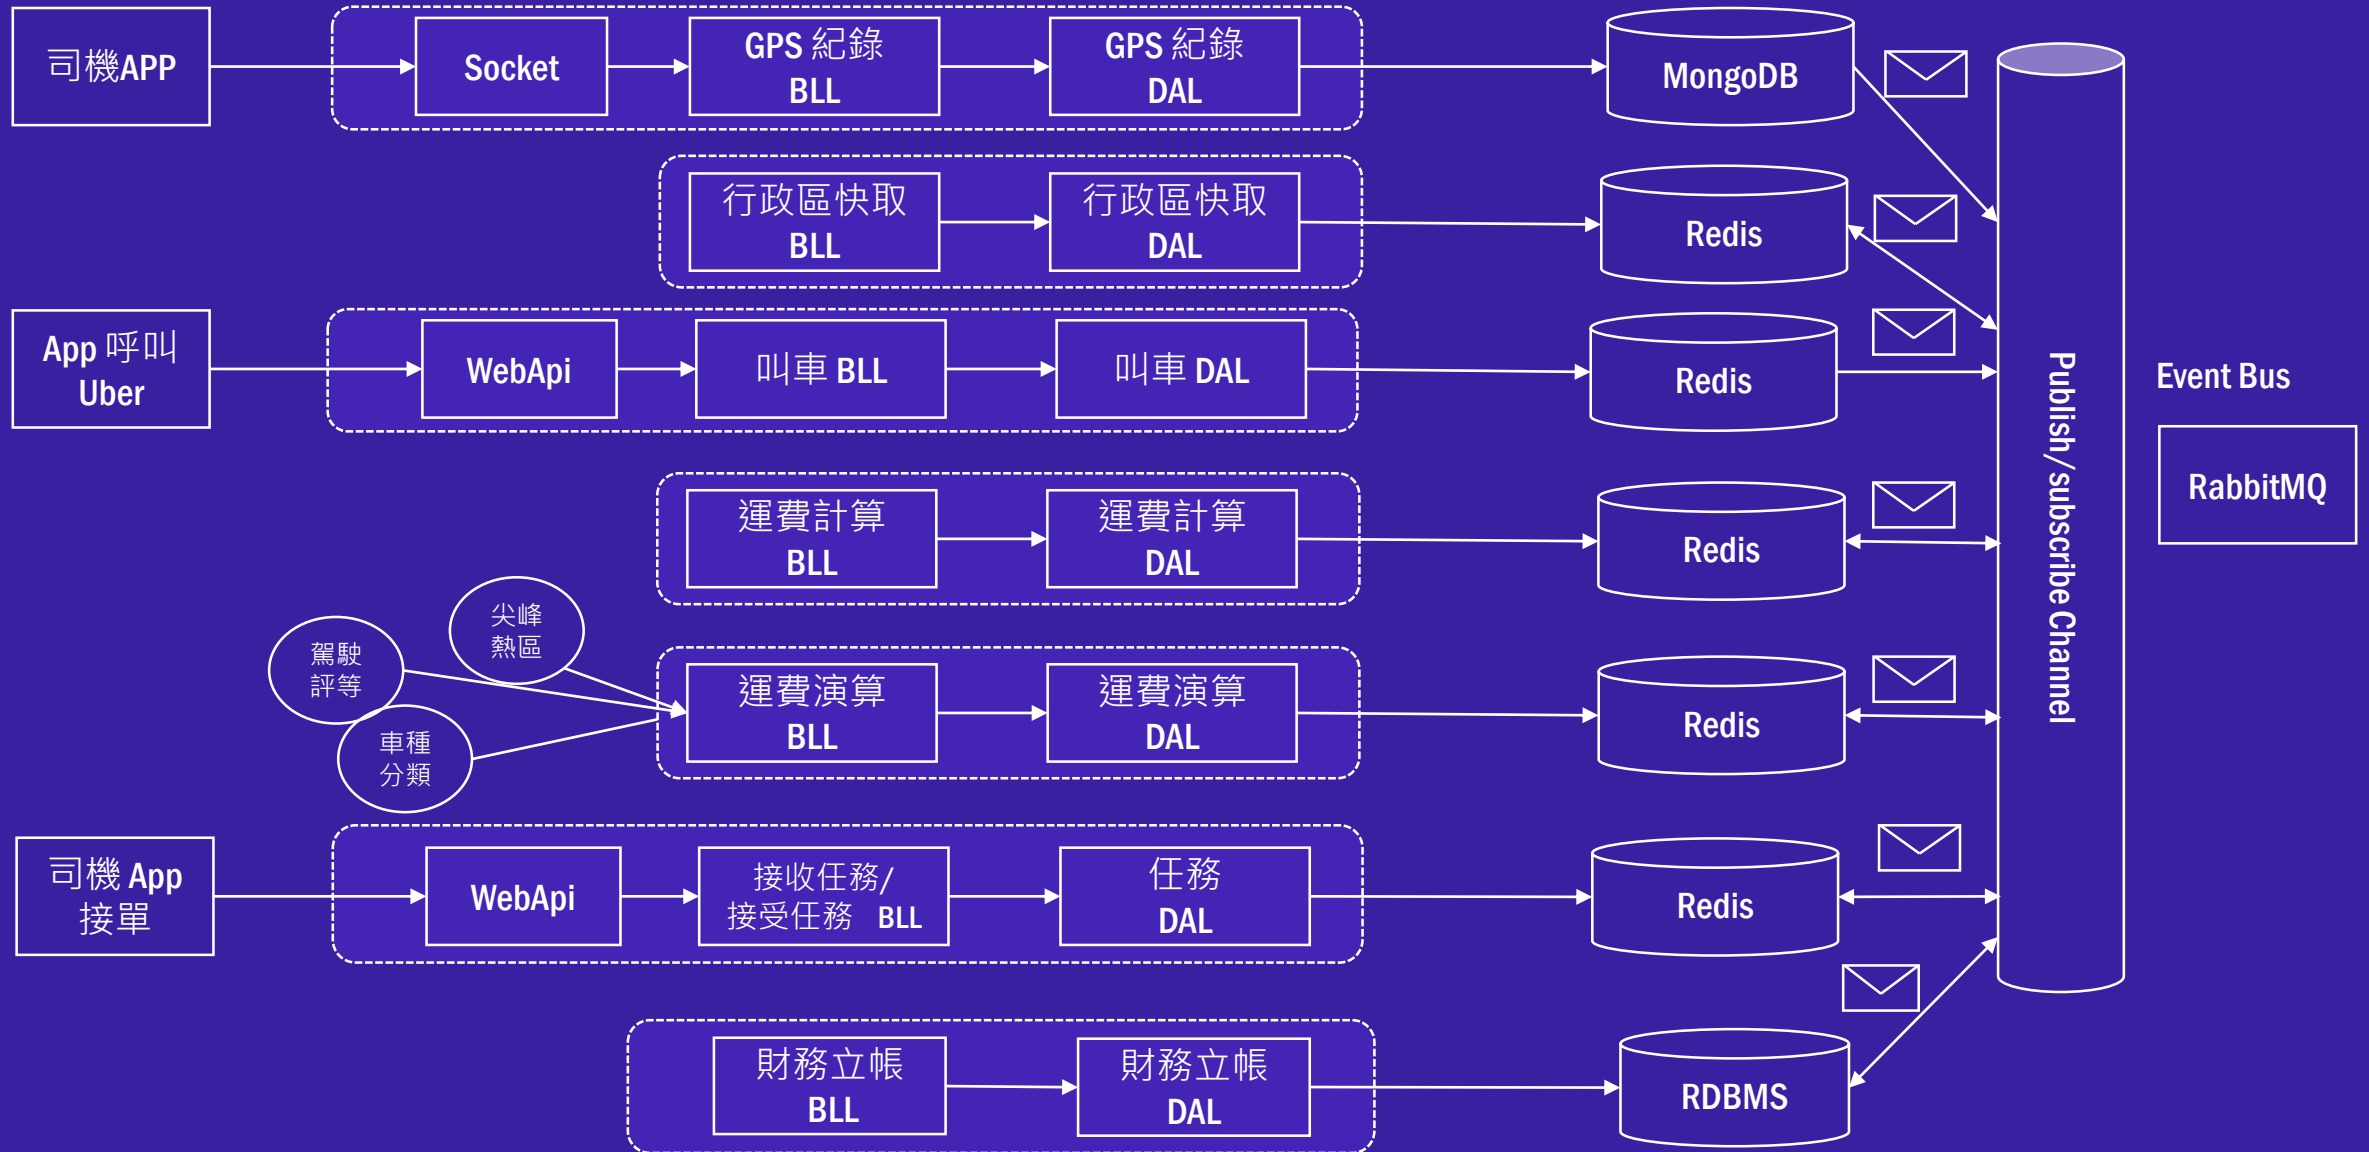 司機APP
Socket
GPS 紀錄
BLL
GPS 紀錄
DAL
MongoDB
行政區快取
BLL
行政區快取
DAL
Redis
App 呼叫
Uber
WebApi
叫車 BLL
叫車 DAL
Redis
Publish/subscribe Channel
Event Bus
RabbitMQ
運費計算
BLL
運費計算
DAL
Redis
尖峰
熱區
駕駛
評等
車種
分類
運費演算
BLL
運費演算
DAL
Redis
司機 App
接單
WebApi
接收任務/
接受任務 BLL
任務
DAL
Redis
財務立帳
BLL
財務立帳
DAL
RDBMS